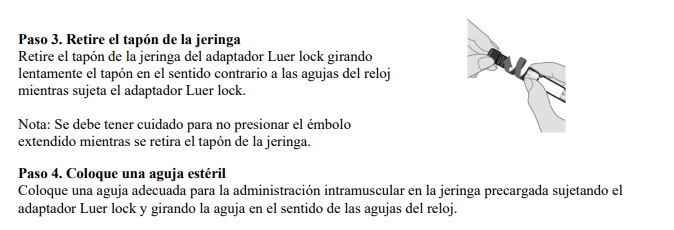 Paso 3. Retire el tapón de la jeringa
Retire el tapón de la jeringa del adaptador Luer lock girando
lentamente el tapón en el sentido contrario a las agujas del reloj
mientras sujeta el adaptador Luer lock.
Nota: Se debe tener cuidado para no presionar el émbolo
extendido mientras se retira el tapón de la jeringa.
Paso 4. Coloque una aguja estéril
Coloque una aguja adecuada para la administración intramuscular en la jeringa precargada sujetando el
adaptador Luer lock y girando la aguja en el sentido de las agujas del reloj.